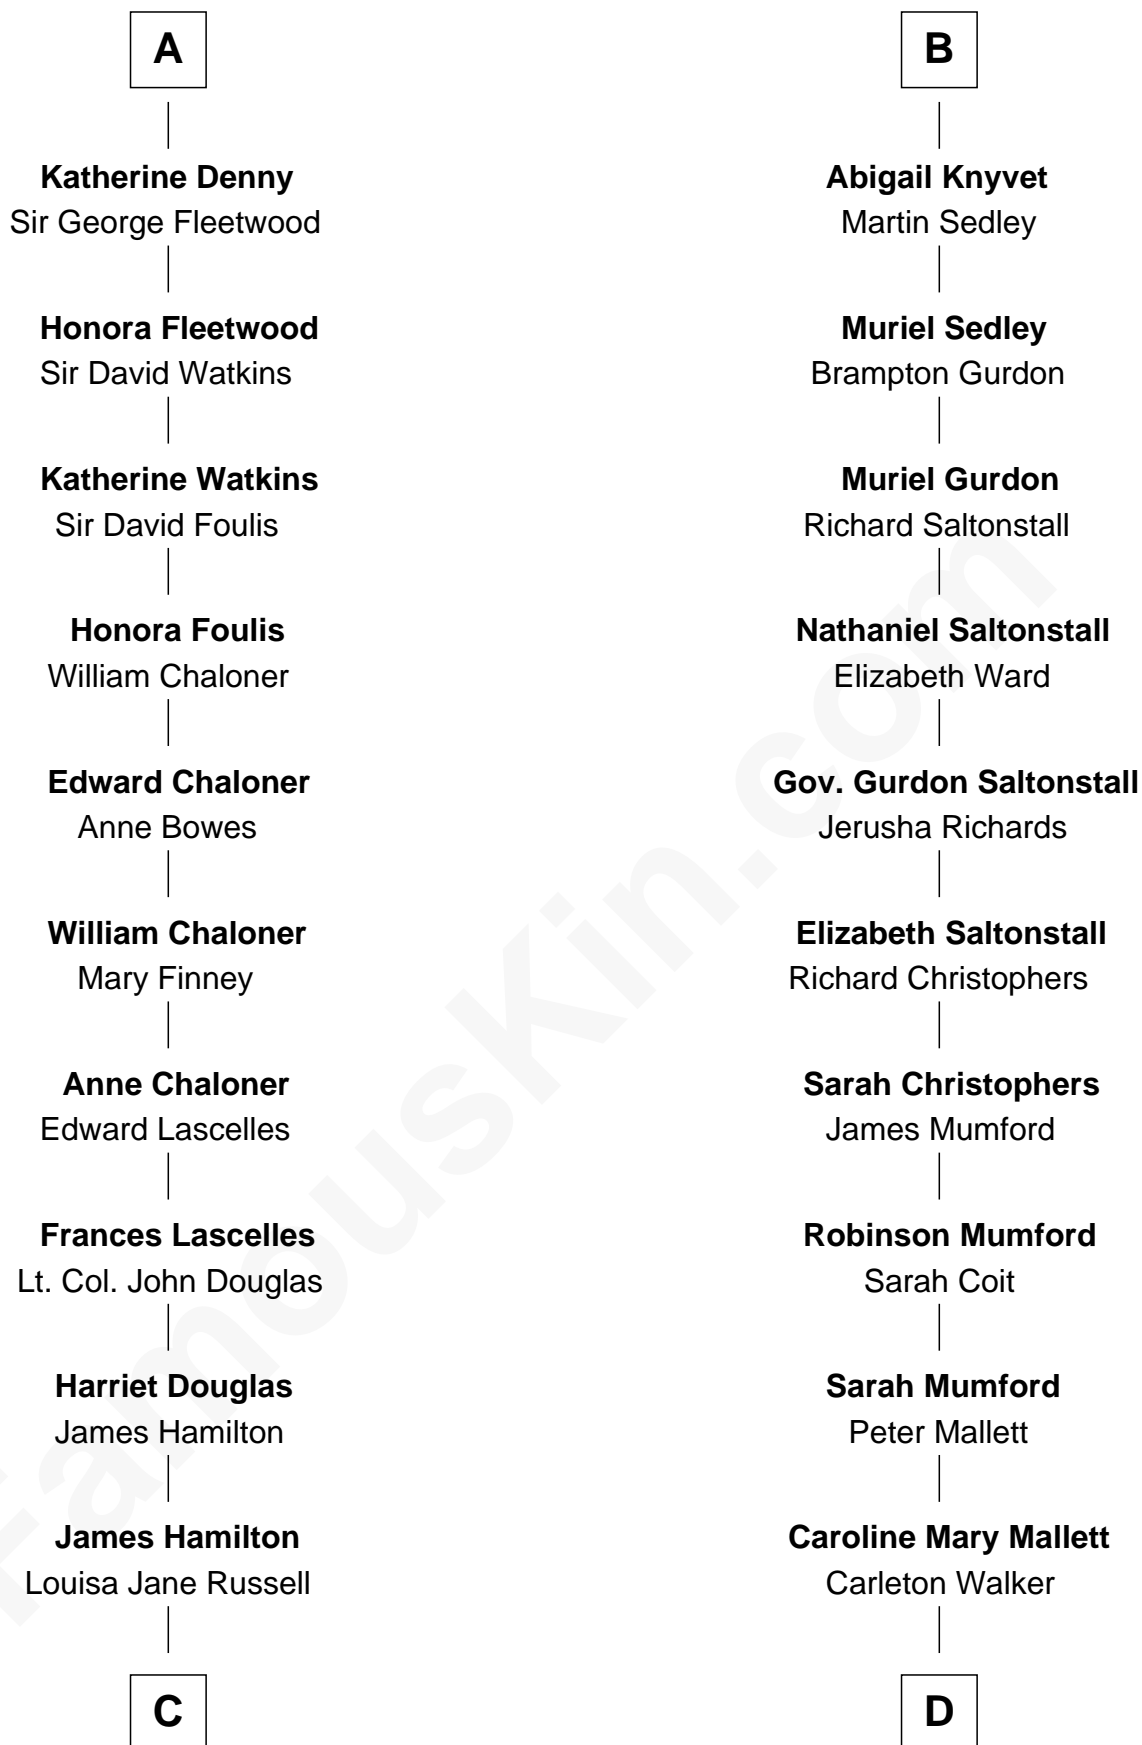 A
Katherine Denny
Sir George Fleetwood
Honora Fleetwood
Sir David Watkins
Katherine Watkins
Sir David Foulis
Honora Foulis
William Chaloner
Edward Chaloner
Anne Bowes
William Chaloner
Mary Finney
Anne Chaloner
Edward Lascelles
Frances Lascelles
Lt. Col. John Douglas
Harriet Douglas
James Hamilton
James Hamilton
Louisa Jane Russell
C
B
Abigail Knyvet
Martin Sedley
Muriel Sedley
Brampton Gurdon
Muriel Gurdon
Richard Saltonstall
Nathaniel Saltonstall
Elizabeth Ward
Gov. Gurdon Saltonstall
Jerusha Richards
Elizabeth Saltonstall
Richard Christophers
Sarah Christophers
James Mumford
Robinson Mumford
Sarah Coit
Sarah Mumford
Peter Mallett
Caroline Mary Mallett
Carleton Walker
D
FamousKin.com